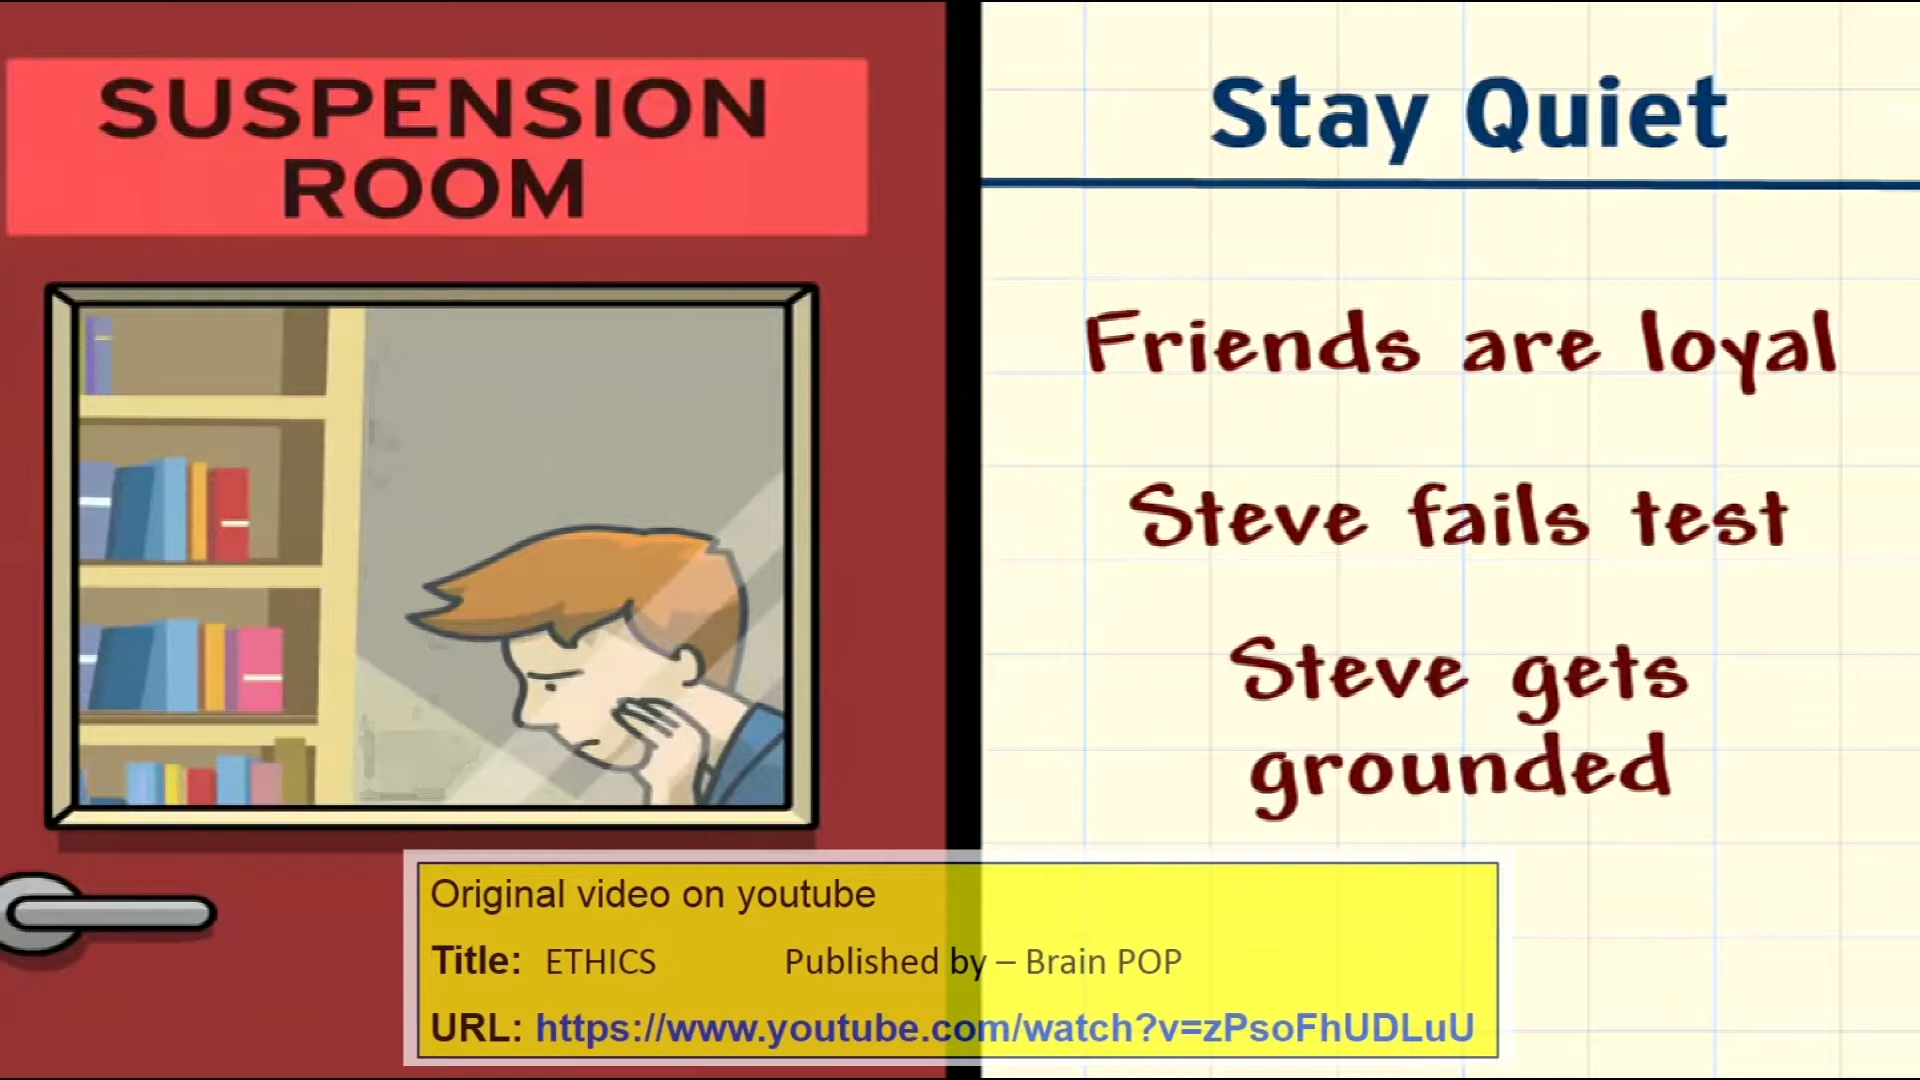 SUSPENSION
ROOM
Stay Quiet
Friends are loyal
Steve fails test
Steve gets
grounded
Original video on youtube
Title: ETHICS Published by – Brain POP
URL: https://www.youtube.com/watch?v=zPsoFhUDLuU